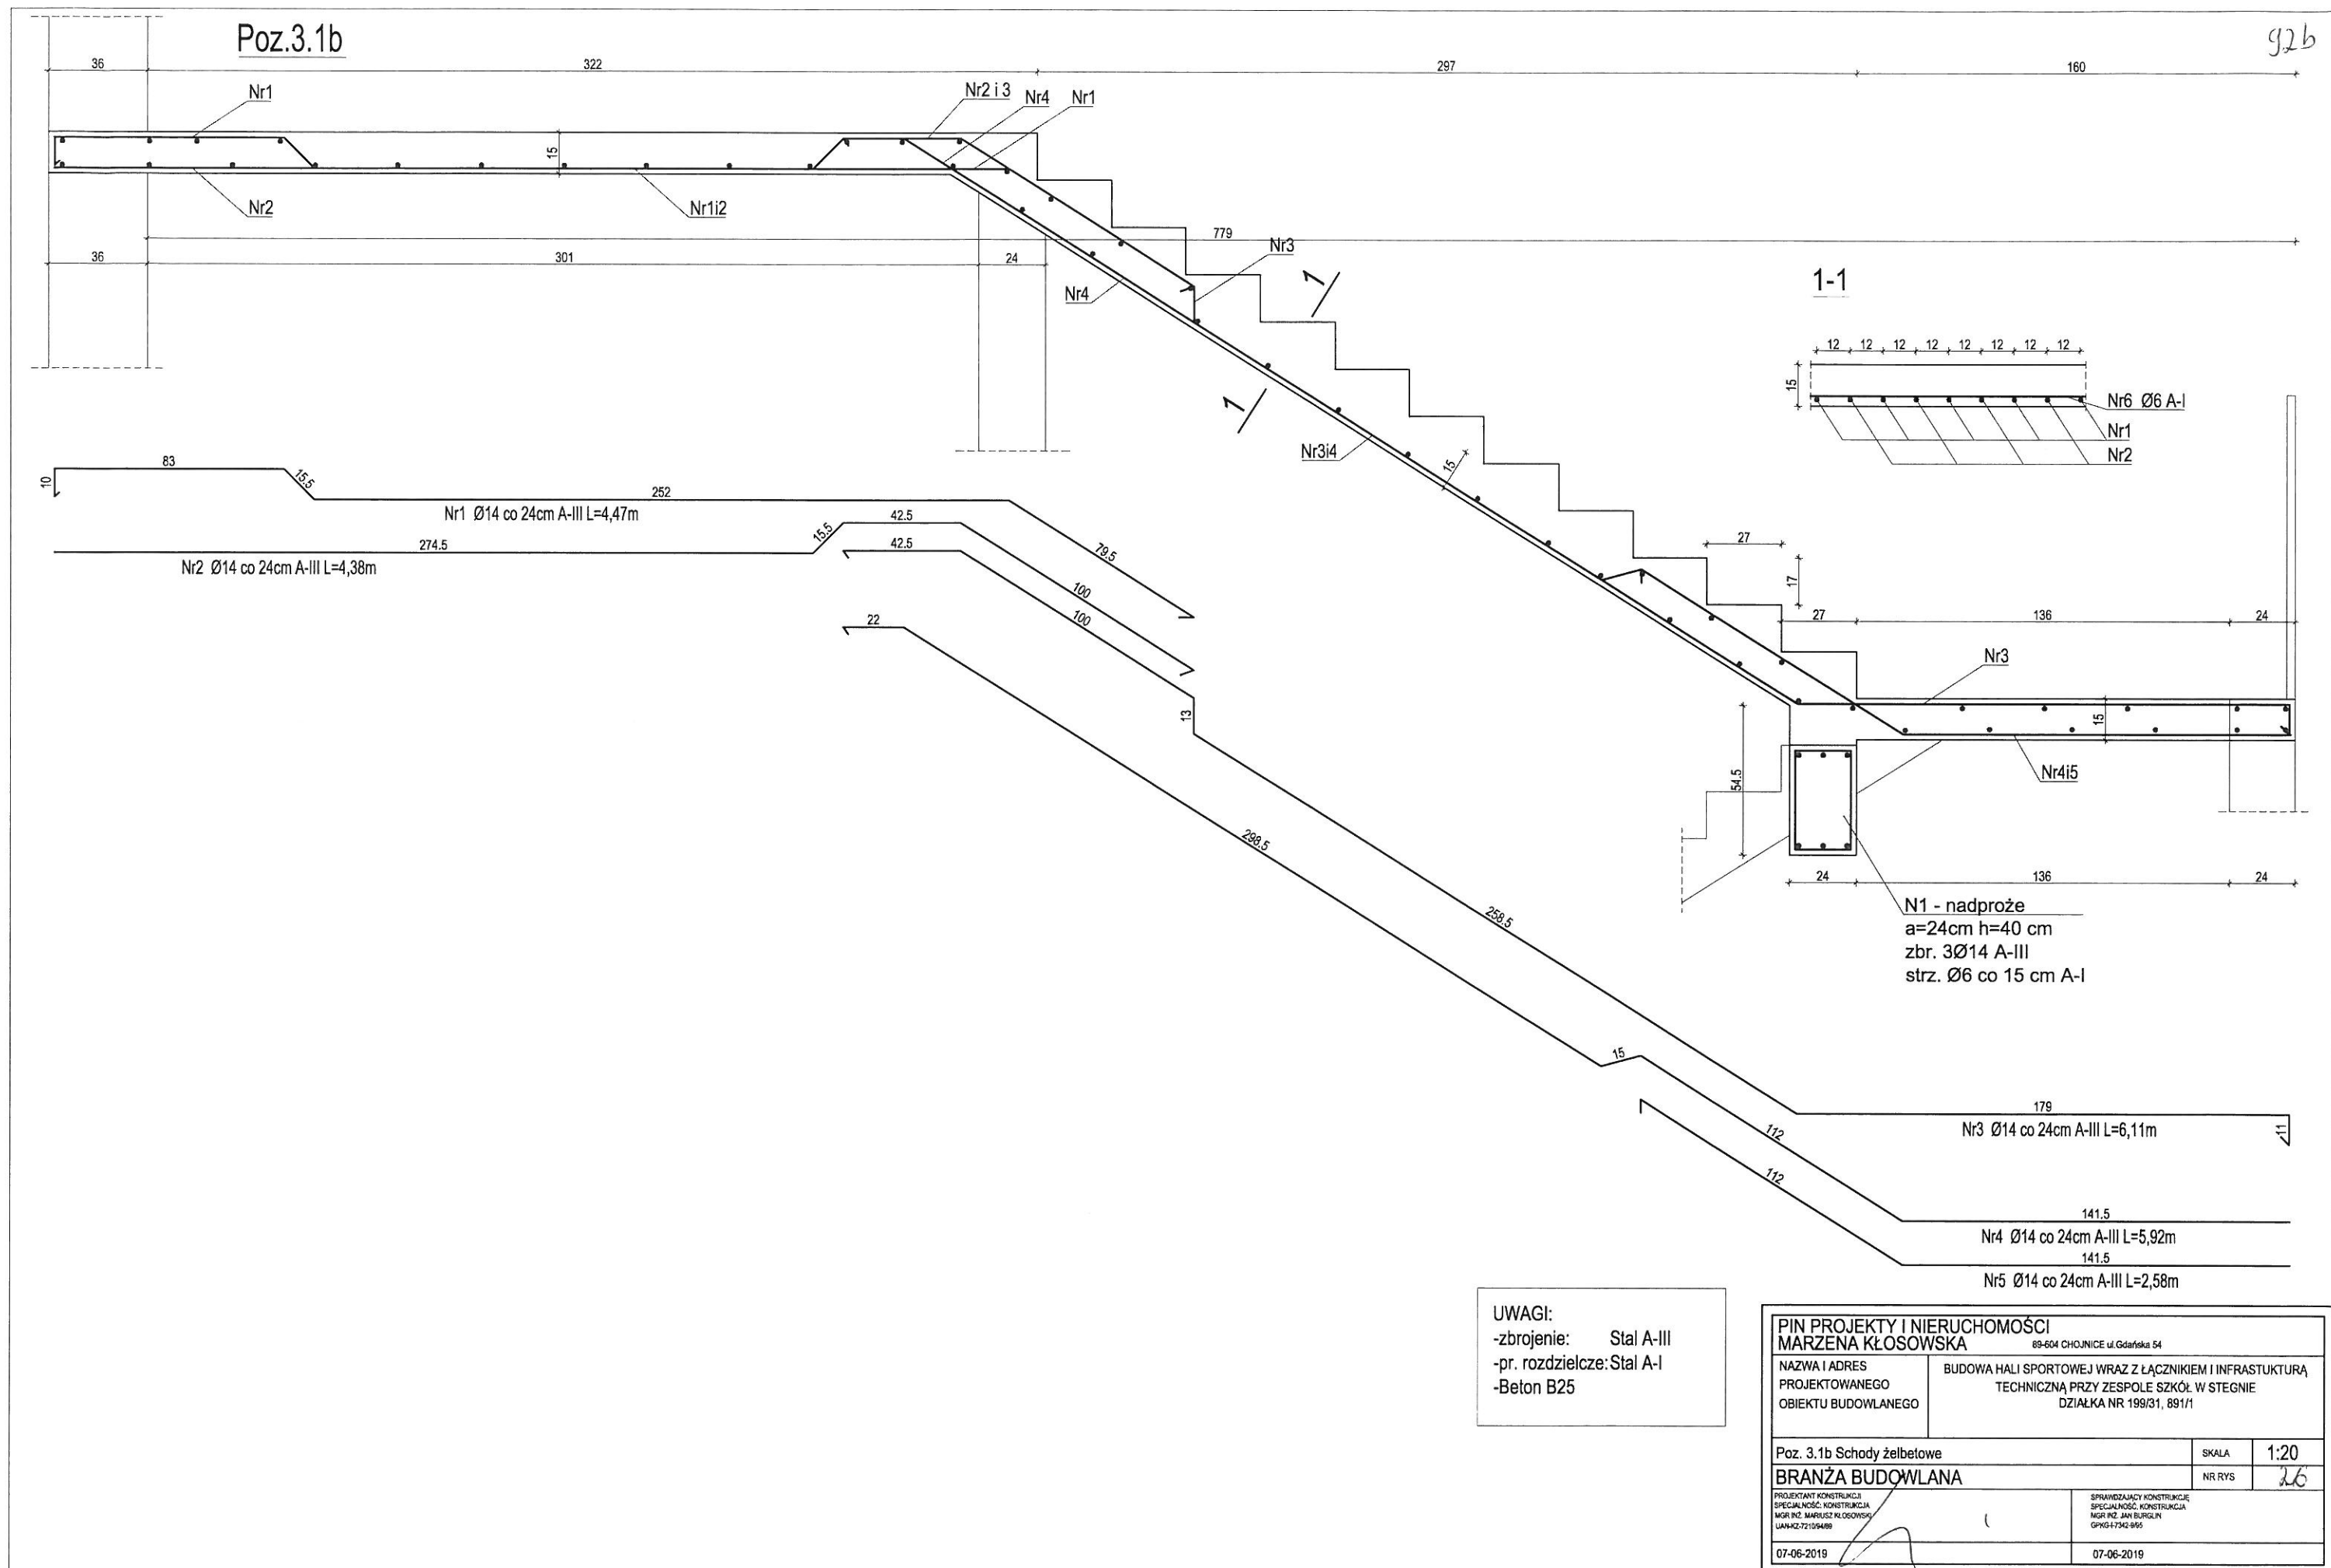 Poz.3.1b
92b
36
322
297
160
Nr1
Nr2 i 3
Nr4
Nr1
15
Nr2
Nr1i2
779
Nr3
36
301
24
Nr4
1
1-1
12 12 12 12 12 12 12 12
15
Nr6 Ø6 A-I
Nr1
Nr2
1
Nr3i4
15
83
10
15.5
252
Nr1 Ø14 co 24cm A-III L=4,47m
79.5
274.5
15.5
42.5
Nr2 Ø14 co 24cm A-III L=4,38m
42.5
100
100
22
13
298.5
258.5
27
17
27
136
24
Nr3
15
54.5
Nr4i5
24
136
24
N1 - nadproże
a=24cm h=40 cm
zbr. 3Ø14 A-III
strz. Ø6 co 15 cm A-I
15
179
Nr3 Ø14 co 24cm A-III L=6,11m
11
112
112
141.5
Nr4 Ø14 co 24cm A-III L=5,92m
141.5
Nr5 Ø14 co 24cm A-III L=2,58m
UWAGI:
-zbrojenie: Stal A-III
-pr. rozdzielcze: Stal A-I
-Beton B25
PIN PROJEKTY I NIERUCHOMOŚCI
MARZENA KŁOSOWSKA 89-604 CHOJNICE ul.Gdańska 54
NAZWA I ADRES
PROJEKTOWANEGO
OBIEKTU BUDOWLANEGO
BUDOWA HALI SPORTOWEJ WRAZ Z ŁĄCZNIKIEM I INFRASTUKTURĄ
TECHNICZNĄ PRZY ZESPOLE SZKÓŁ W STEGNIE
DZIAŁKA NR 199/31, 891/1
Poz. 3.1b Schody żelbetowe
SKALA 1:20
BRANŻA BUDOWLANA
NR RYS
PROJEKTANT KONSTRUKCJI
SPECJALNOŚĆ: KONSTRUKCJA
MGR INŻ. MARIUSZ KŁOSOWSKI
UAN-KZ-7210/94/89
SPRAWDZAJĄCY KONSTRUKCJĘ
SPECJALNOŚĆ. KONSTRUKCJA
MGR INŻ. JAN BURGLIN
07-06-2019
07-06-2019